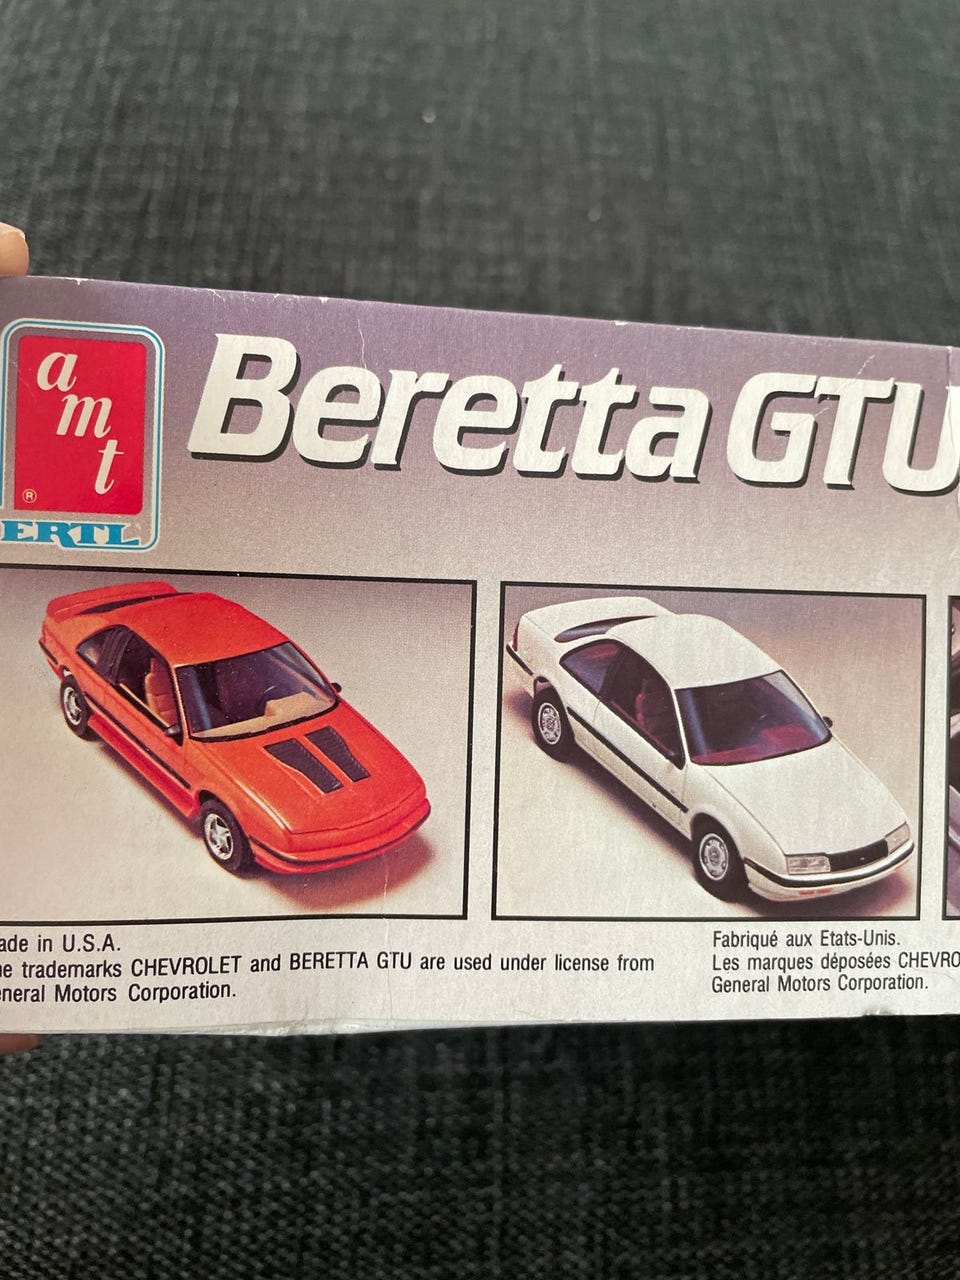 amt
®
ERTL
Beretta GTU
ade in U.S.A.
e trademarks CHEVROLET and BERETTA GTU are used under license from
eneral Motors Corporation.
Fabriqué aux Etats-Unis.
Les marques déposées CHEVRO
General Motors Corporation.